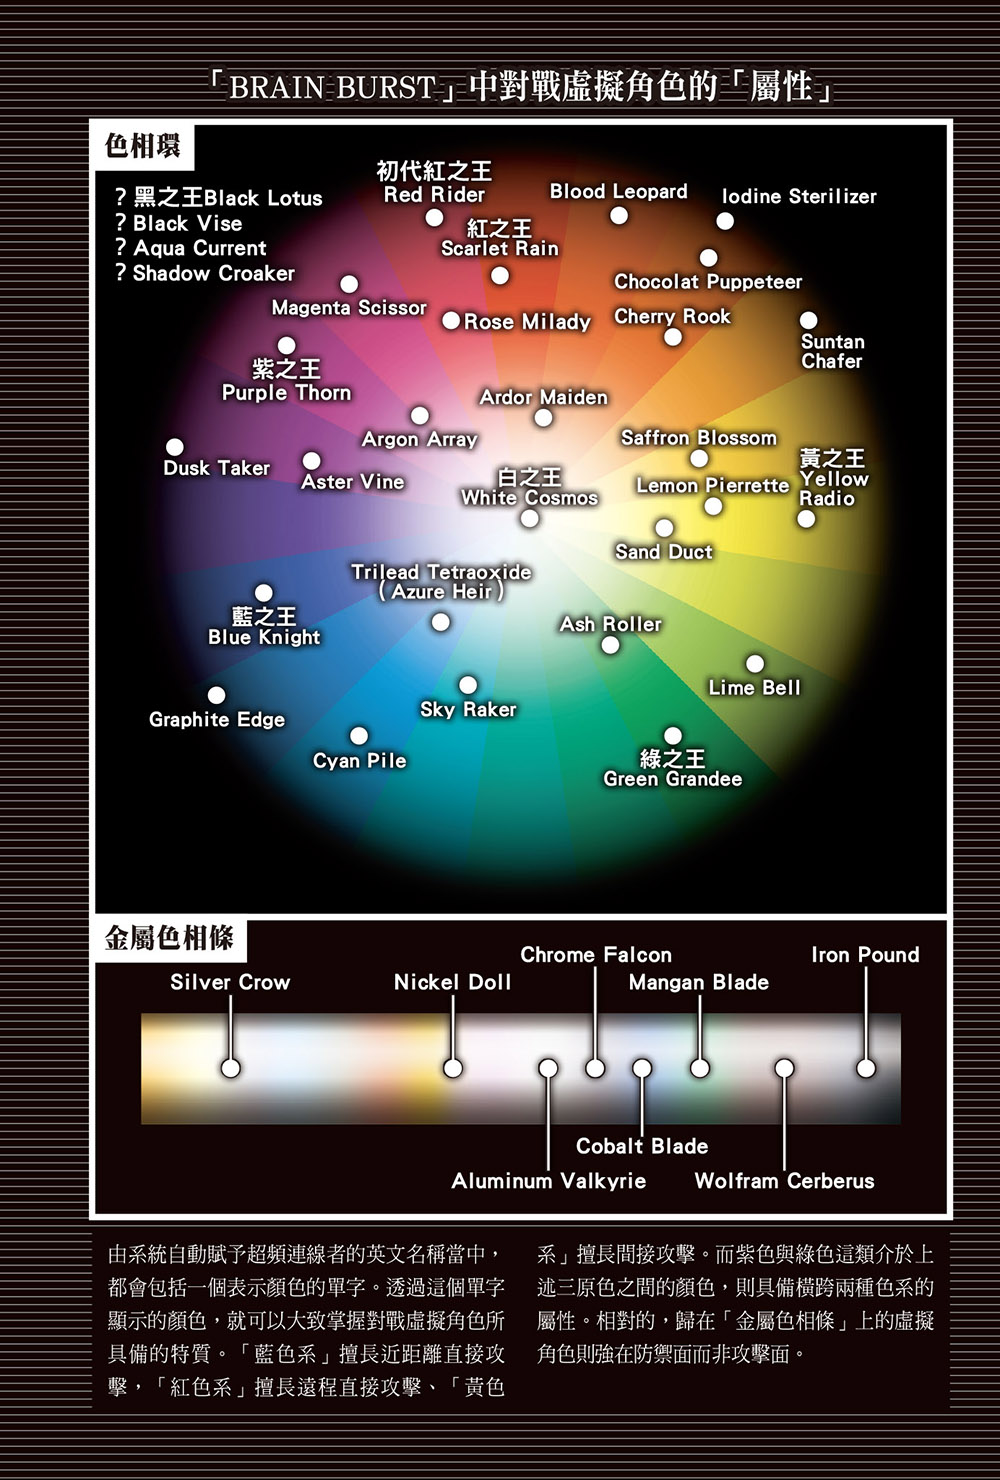 「BRAIN BURST」中對戰虛擬角色的「屬性」
色相環
？黑之王Black Lotus
？Black Vise
？Aqua Current
？Shadow Croaker
初代紅之王
Red Rider
Blood Leopard
Iodine Sterilizer
紅之王
Scarlet Rain
Chocolat Puppeteer
Magenta Scissor
Rose Milady
Cherry Rook
Suntan
Chafer
紫之王
Purple Thorn
Ardor Maiden
Argon Array
Saffron Blossom
Dusk Taker
Aster Vine
白之王
White Cosmos
Lemon Pierrette
黃之王
Yellow
Radio
Sand Duct
Trilead Tetraoxide
（Azure Heir）
藍之王
Blue Knight
Ash Roller
Lime Bell
Graphite Edge
Sky Raker
Cyan Pile
綠之王
Green Grandee
金屬色相條
Chrome Falcon
Iron Pound
Silver Crow
Nickel Doll
Mangan Blade
Cobalt Blade
Aluminum Valkyrie
Wolfram Cerberus
由系統自動賦予超頻連線者的英文名稱當中，
都會包括一個表示顏色的單字。透過這個單字
顯示的顏色，就可以大致掌握對戰虛擬角色所
具備的特質。「藍色系」擅長近距離直接攻
擊，「紅色系」擅長遠程直接攻擊、「黃色
系」擅長間接攻擊。而紫色與綠色這類介於上
述三原色之間的顏色，則具備橫跨兩種色系的
屬性。相對的，歸在「金屬色相條」上的虛擬
角色則強在防禦面而非攻擊面。